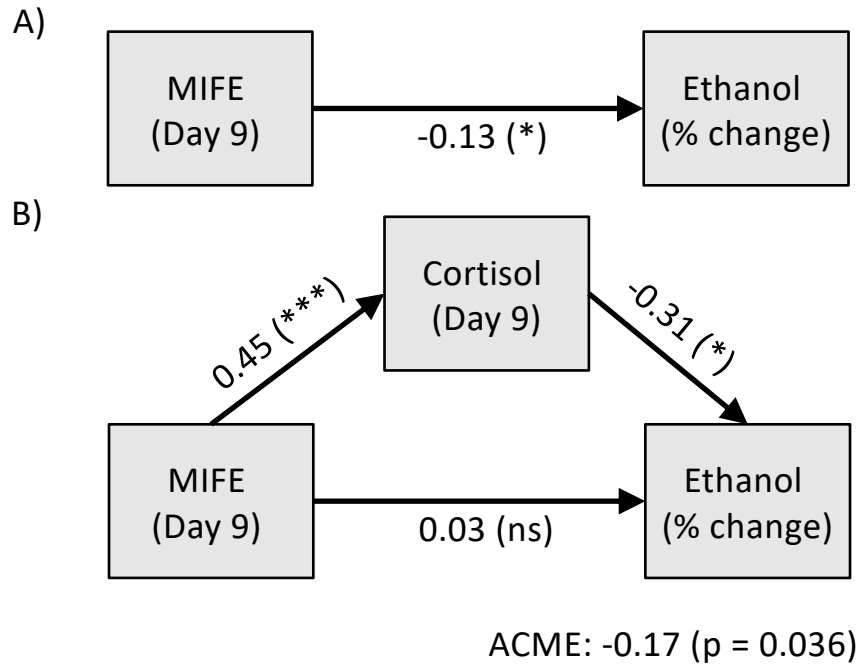 A)
MIFE
(Day 9)
-0.13 (*)
Ethanol
(% change)
B)
Cortisol
(Day 9)
0.45 (***)
-0.31 (*)
MIFE
(Day 9)
0.03 (ns)
Ethanol
(% change)
ACME: -0.17 (p = 0.036)